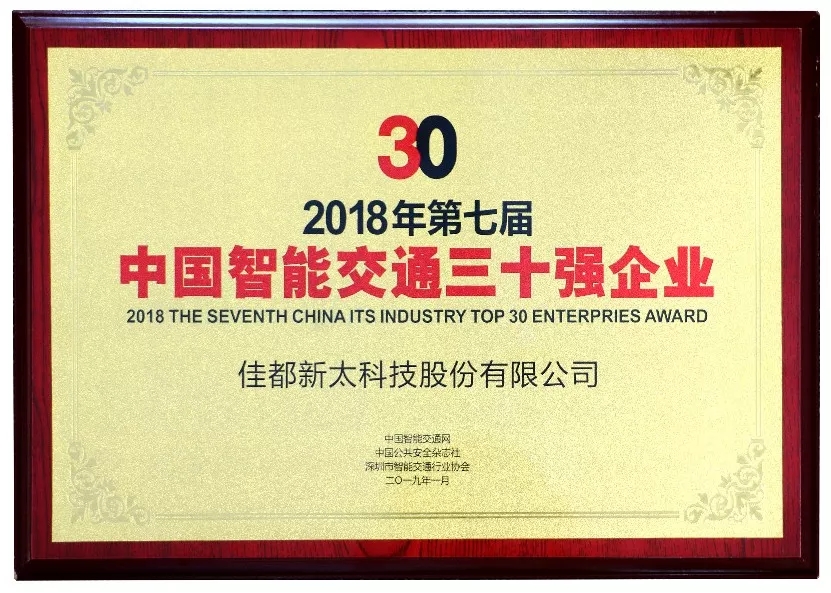 30
2018年第七届
中国智能交通三十强企业
2018 THE SEVENTH CHINA ITS INDUSTRY TOP 30 ENTERPRIES AWARD
佳都新太科技股份有限公司
中国智能交通网
中国公共安全杂志社
深圳市智能交通行业协会
二〇一九年一月